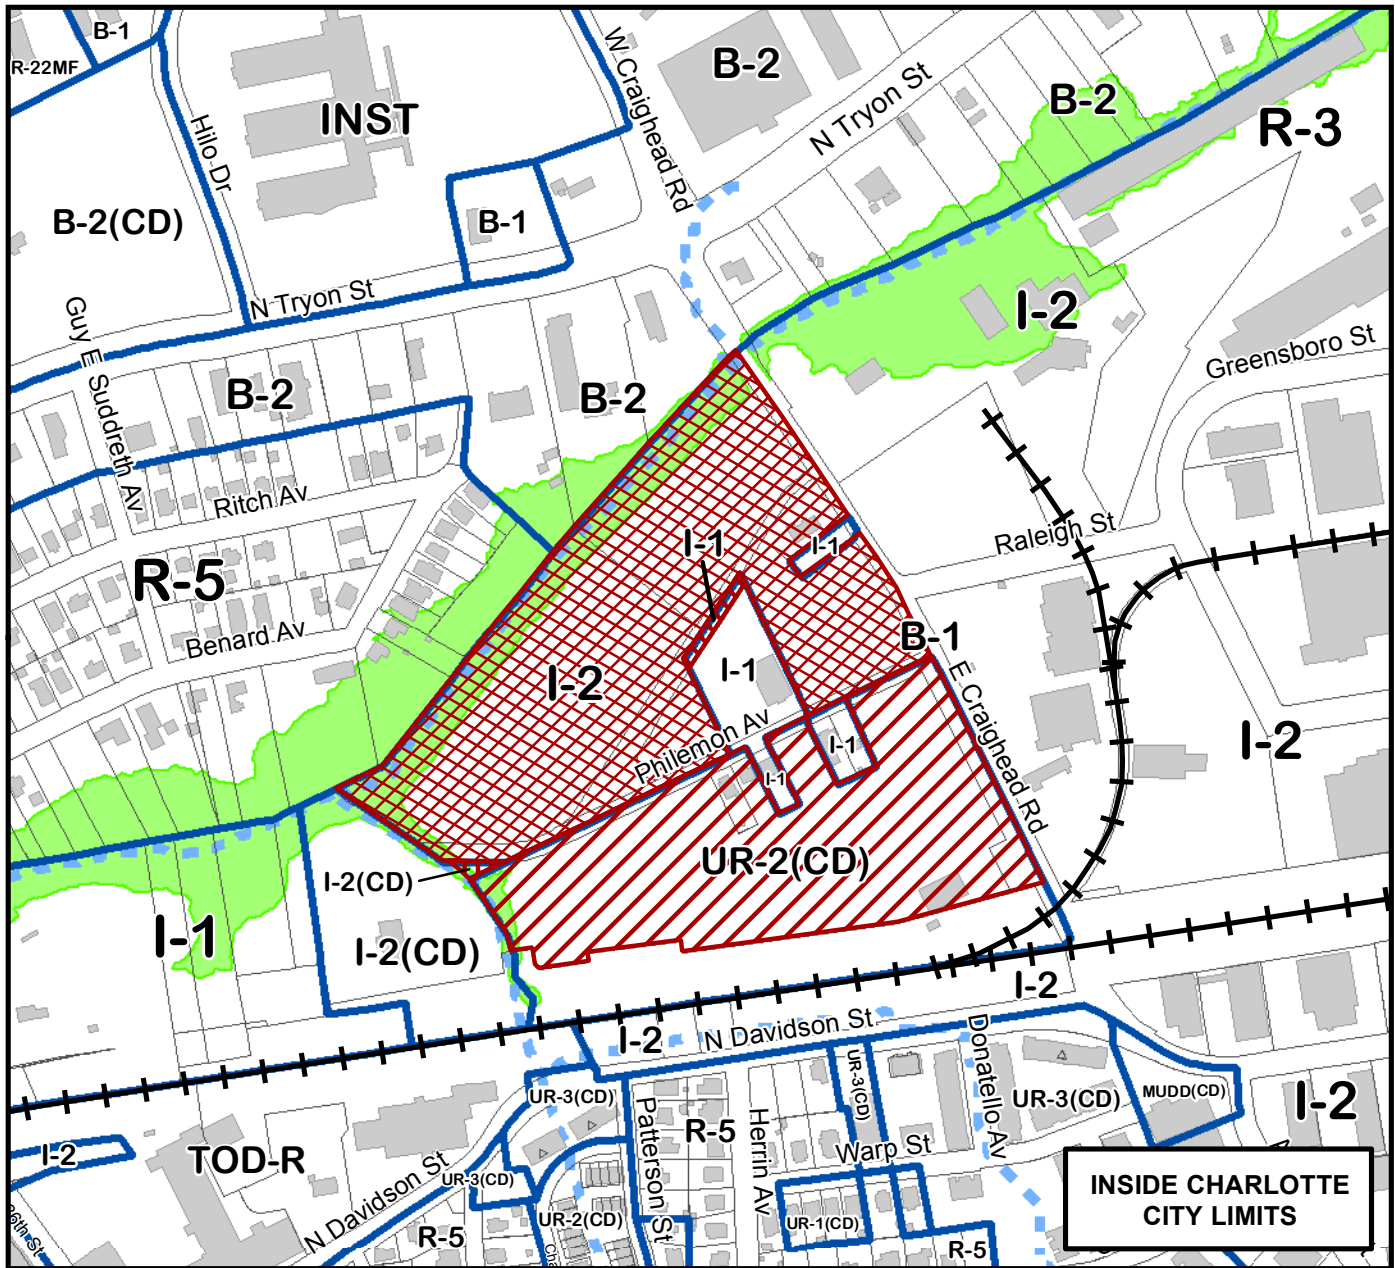 B-1
R-22MF
W Craighead Rd
B-2
INST
N Tryon St
B-2
R-3
Hilo Dr
B-2(CD)
B-1
N Tryon St
Guy E Suddreth Av
I-2
Greensboro St
B-2
B-2
Ritch Av
I-1
I-1
Raleigh St
R-5
Benard Av
B-1
I-2
I-1
E Craighead Rd
Philemon Av
I-1
I-1
I-2
UR-2(CD)
I-2(CD)
I-1
I-2(CD)
I-2
I-2
N Davidson St
Donatello Av
UR-3(CD)
UR-3(CD)
UR-3(CD)
MUDD(CD)
I-2
Patterson St
R-5
Herrin Av
Warp St
I-2
TOD-R
N Davidson St
UR-3(CD)
UR-2(CD)
UR-1(CD)
R-5
R-5
INSIDE CHARLOTTE
CITY LIMITS